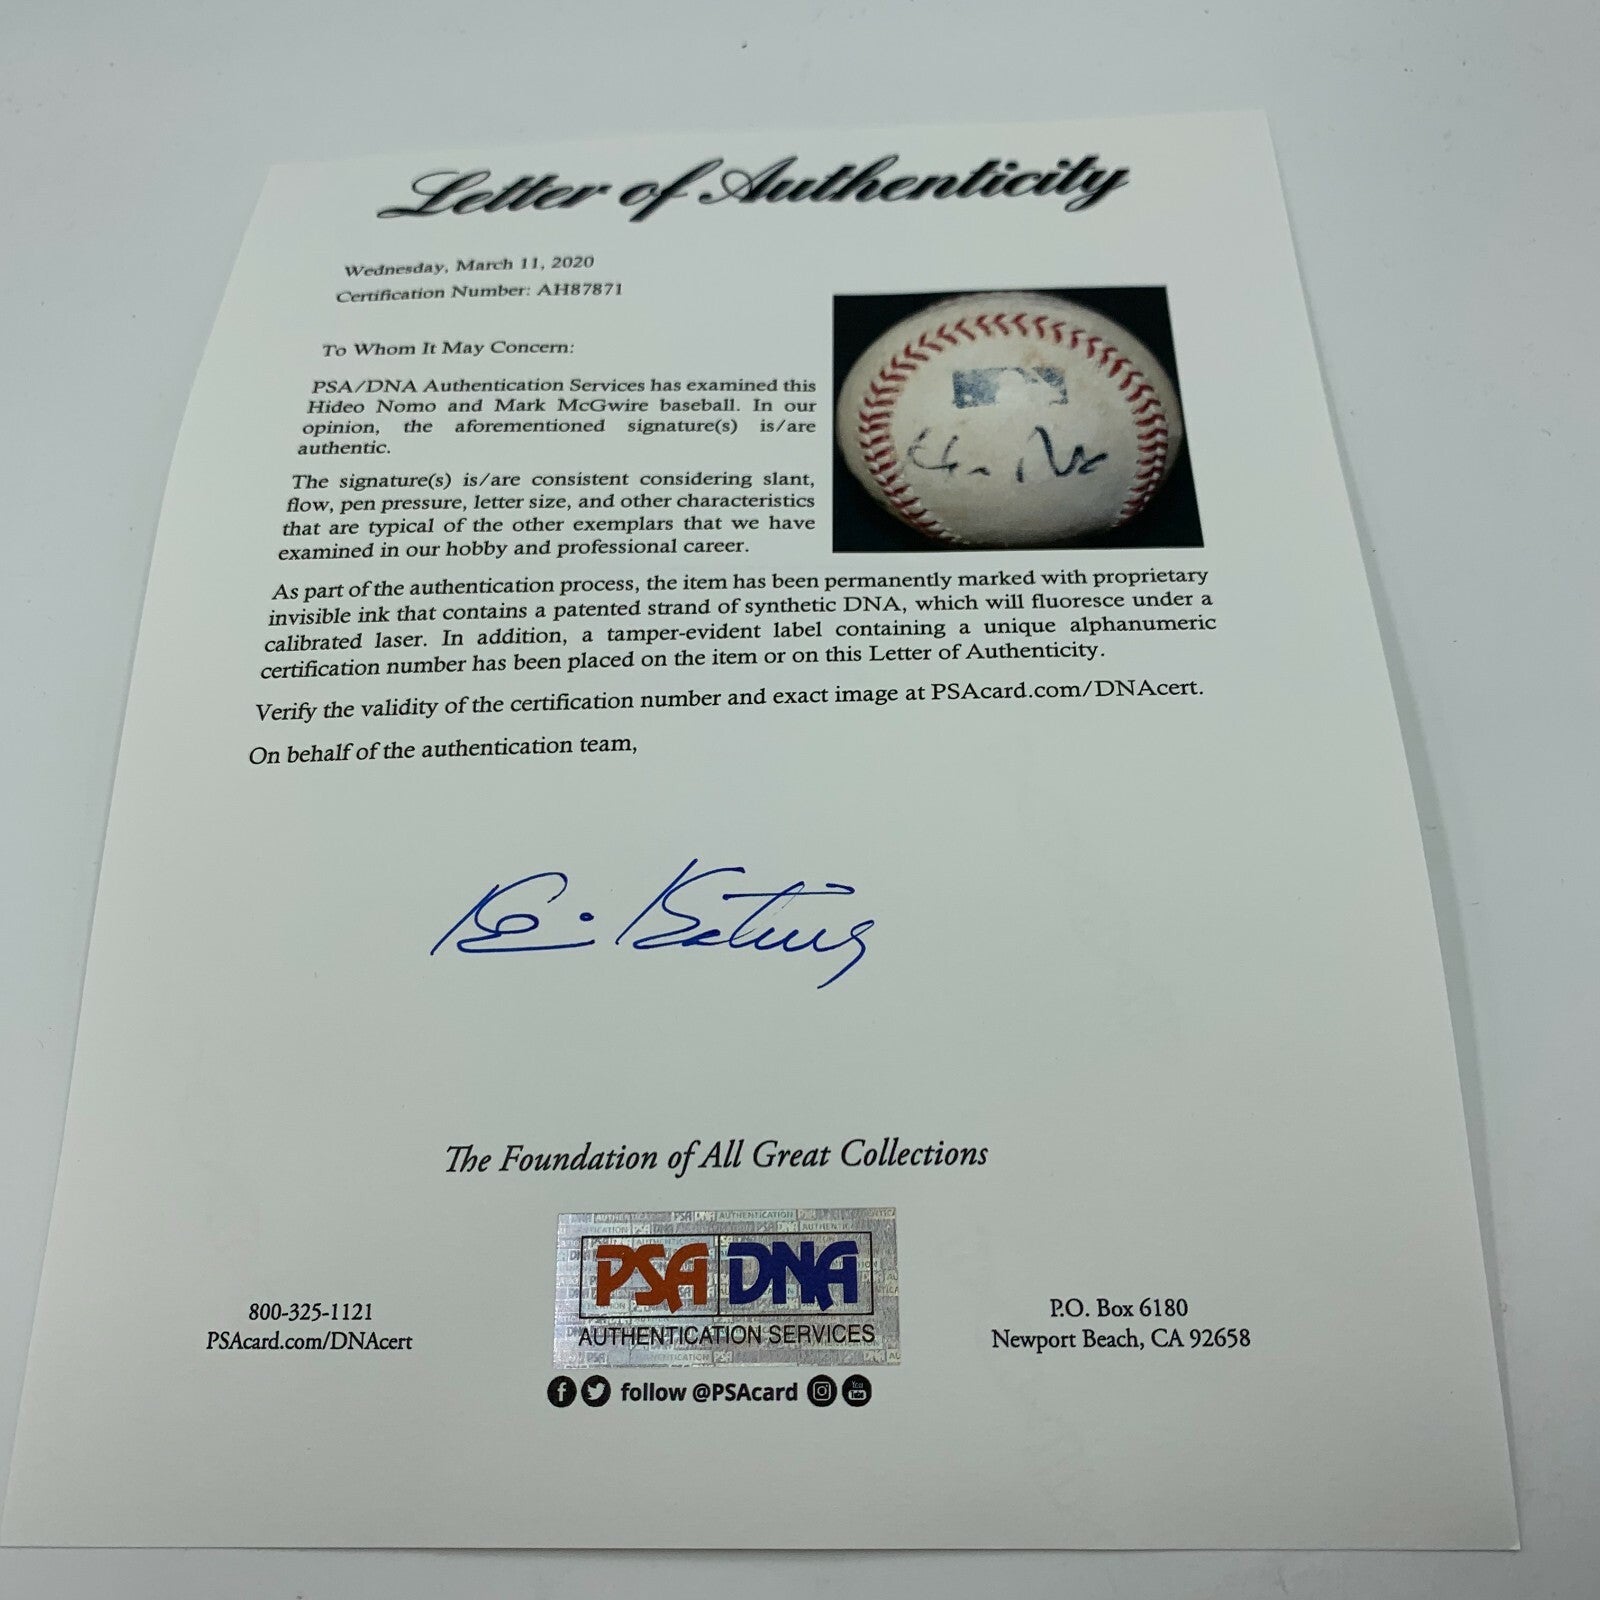 Letter of Authenticity
Wednesday, March 11, 2020
Certification Number: AH87871
To Whom It May Concern:
PSA/DNA Authentication Services has examined this
Hideo Nomo and Mark McGwire baseball. In our
opinion, the aforementioned signature(s) is/are
authentic.
The signature(s) is/are consistent considering slant,
flow, pen pressure, letter size, and other characteristics
that are typical of the other exemplars that we have
examined in our hobby and professional career.
As part of the authentication process, the item has been permanently marked with proprietary
invisible ink that contains a patented strand of synthetic DNA, which will fluoresce under a
calibrated laser. In addition, a tamper-evident label containing a unique alphanumeric
certification number has been placed on the item or on this Letter of Authenticity.
Verify the validity of the certification number and exact image at PSAcard.com/DNAcert.
On behalf of the authentication team,
The Foundation of All Great Collections
PSA DNA
AUTHENTICATION SERVICES
800-325-1121
PSAcard.com/DNAcert
P.O. Box 6180
Newport Beach, CA 92658
follow @PSAcard